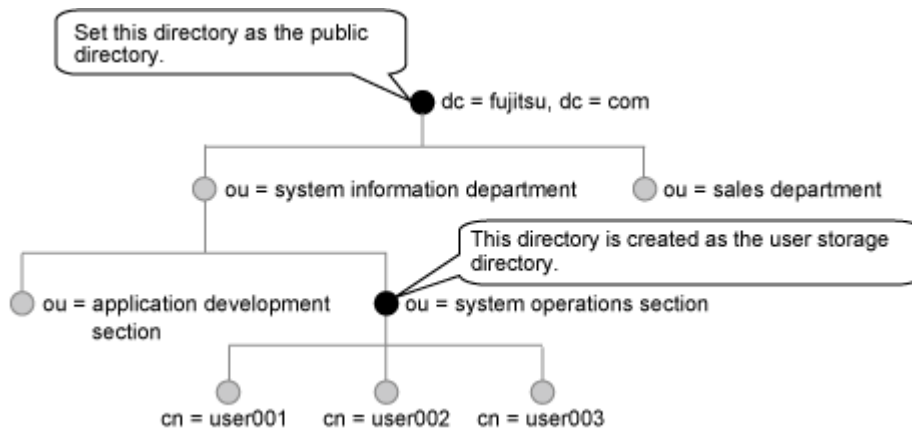 Set this directory as the public
directory.
dc = fujitsu, dc = com
ou = system information department
ou = sales department
This directory is created as the user storage
directory.
ou = application development
section
ou = system operations section
cn = user001
cn = user002
cn = user003